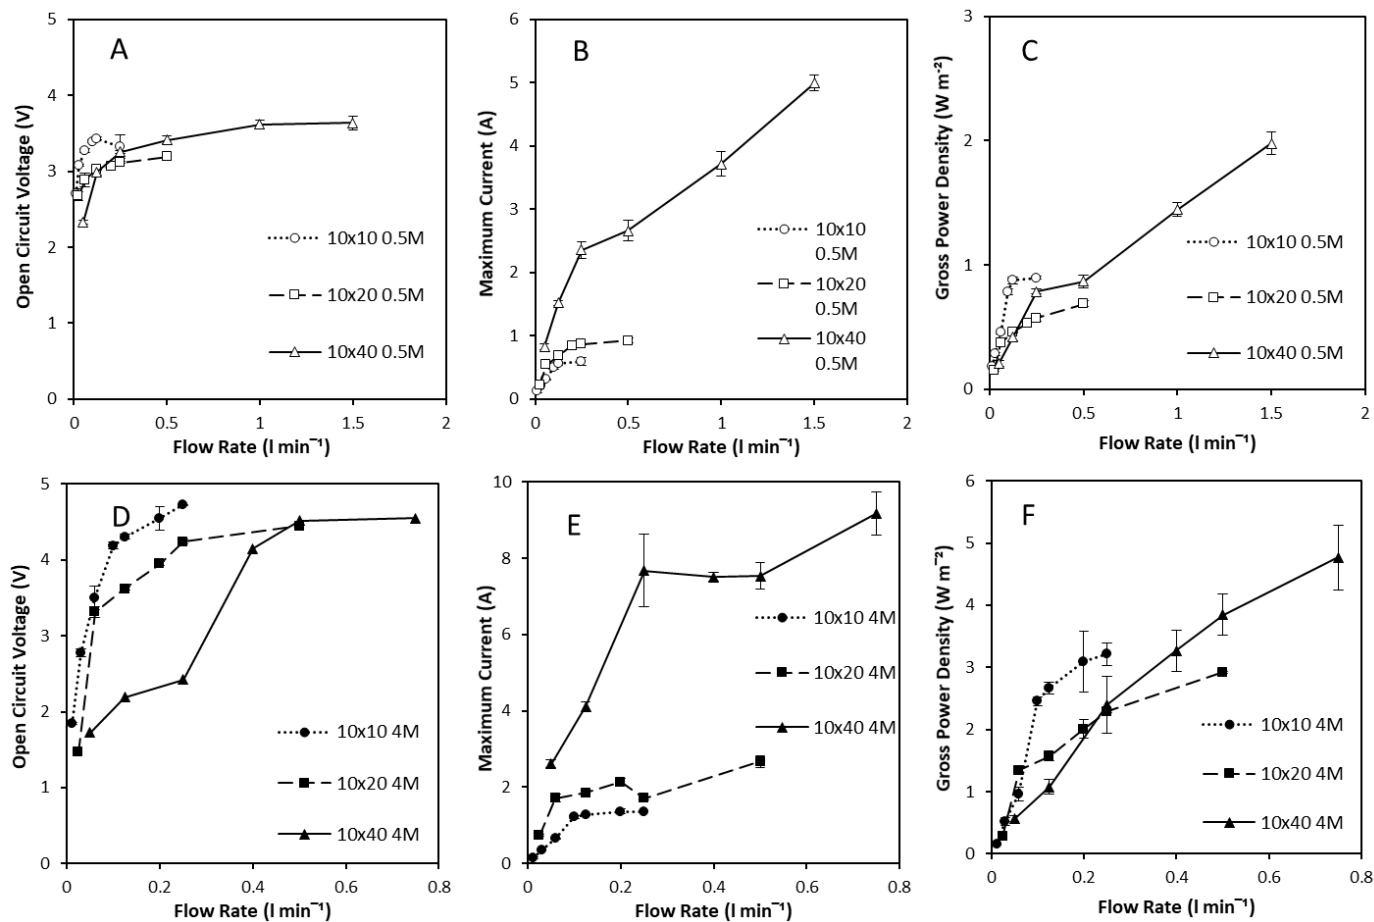 A
Open Circuit Voltage (V)
5
4
3
2
1
0
0 0.5 1 1.5 2
Flow Rate (l min⁻¹)
10x10 0.5M
10x20 0.5M
10x40 0.5M
B
Maximum Current (A)
6
5
4
3
2
1
0
0 0.5 1 1.5 2
Flow Rate (l min⁻¹)
10x10
0.5M
10x20
0.5M
10x40
0.5M
C
Gross Power Density (W m⁻²)
3
2
1
0
0 0.5 1 1.5 2
Flow Rate (l min⁻¹)
10x10 0.5M
10x20 0.5M
10x40 0.5M
D
Open Circuit Voltage (V)
5
4
3
2
1
0
0 0.2 0.4 0.6 0.8
Flow Rate (l min⁻¹)
10x10 4M
10x20 4M
10x40 4M
E
Maximum Current (A)
10
8
6
4
2
0
0 0.2 0.4 0.6 0.8
Flow Rate (l min⁻¹)
10x10 4M
10x20 4M
10x40 4M
F
Gross Power Density (W m⁻²)
6
5
4
3
2
1
0
0 0.2 0.4 0.6 0.8
Flow Rate (l min⁻¹)
10x10 4M
10x20 4M
10x40 4M